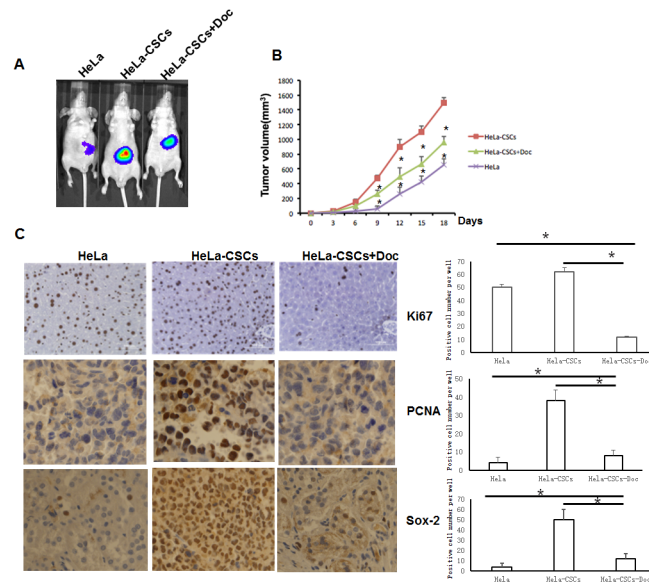 A
HeLa
HeLa-CSCs
HeLa-CSCs+Doc
B
Tumor volume(mm³)
1800
1600
1400
1200
1000
800
600
400
200
0
0 3 6 9 12 15 18 Days
* * * *
* * * *
HeLa-CSCs
HeLa-CSCs+Doc
HeLa
C
HeLa HeLa-CSCs HeLa-CSCs+Doc
Ki67
PCNA
Sox-2
*
*
Positive cell number per well
70
60
50
40
30
20
10
0
Hela Hela-CSCs Hela-CSCs-Doc
*
*
Positive cell number per well
50
40
30
20
10
0
Hela Hela-CSCs Hela-CSCs-Doc
*
*
Positive cell number per well
70
60
50
40
30
20
10
0
Hela Hela-CSCs Hela-CSCs-Doc